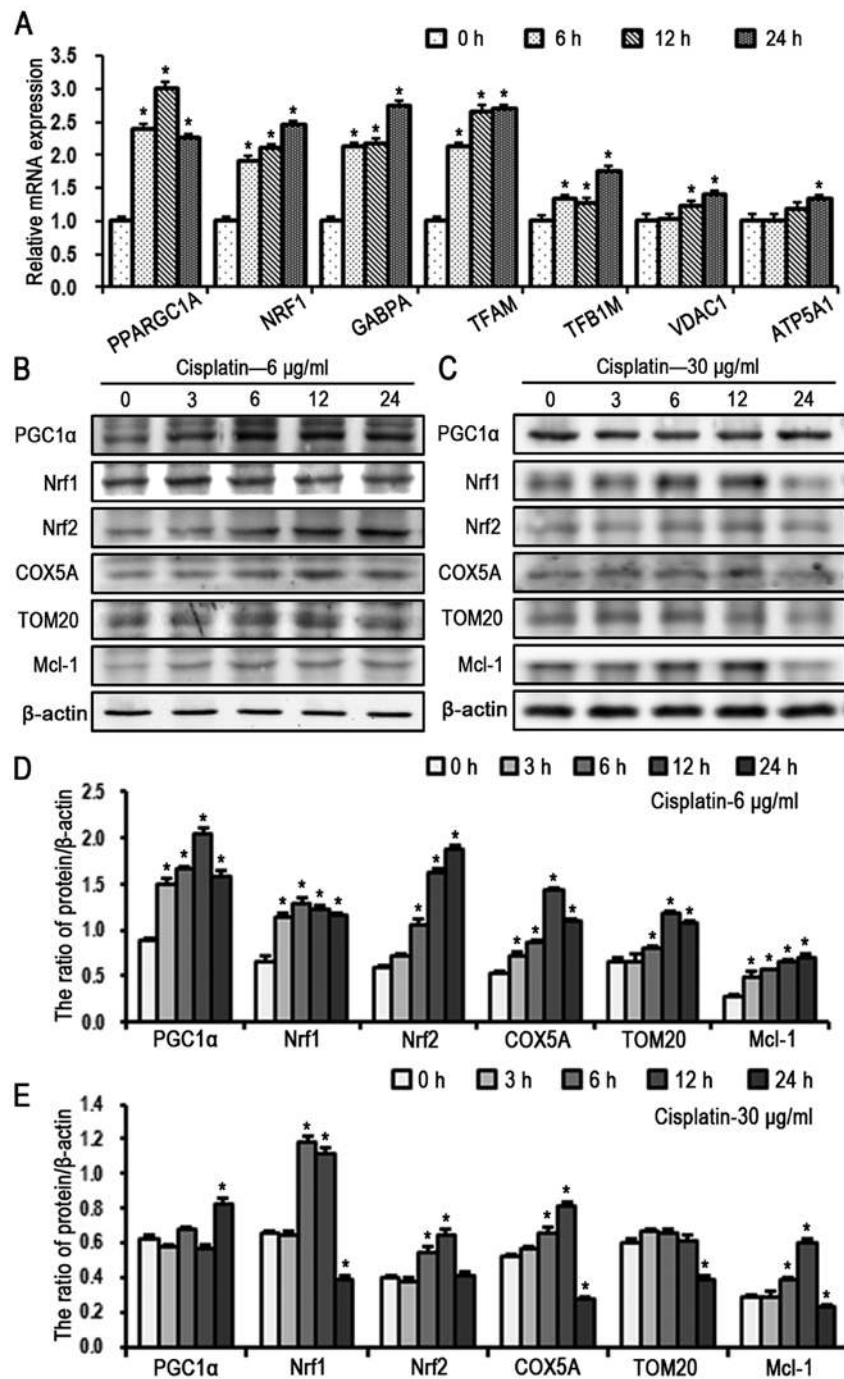 A
0 h 6 h 12 h 24 h
* * * * * * * * * * * * * * * * * *
Relative mRNA expression
3.5
3.0
2.5
2.0
1.5
1.0
0.5
0.0
PPARGC1A NRF1 GABPA TFAM TFB1M VDAC1 ATP5A1
B
Cisplatin—6 µg/ml
0 3 6 12 24
PGC1α
Nrf1
Nrf2
COX5A
TOM20
Mcl-1
β-actin
C
Cisplatin—30 µg/ml
0 3 6 12 24
PGC1α
Nrf1
Nrf2
COX5A
TOM20
Mcl-1
β-actin
D
0 h 3 h 6 h 12 h 24 h
Cisplatin-6 µg/ml
* * * * * * * * * * * * * * * * * * * * * *
The ratio of protein/β-actin
2.5
2.0
1.5
1.0
0.5
0.0
PGC1α Nrf1 Nrf2 COX5A TOM20 Mcl-1
E
0 h 3 h 6 h 12 h 24 h
Cisplatin-30 µg/ml
* * * * * * * * * * * * *
The ratio of protein/β-actin
1.4
1.2
1.0
0.8
0.6
0.4
0.2
0.0
PGC1α Nrf1 Nrf2 COX5A TOM20 Mcl-1